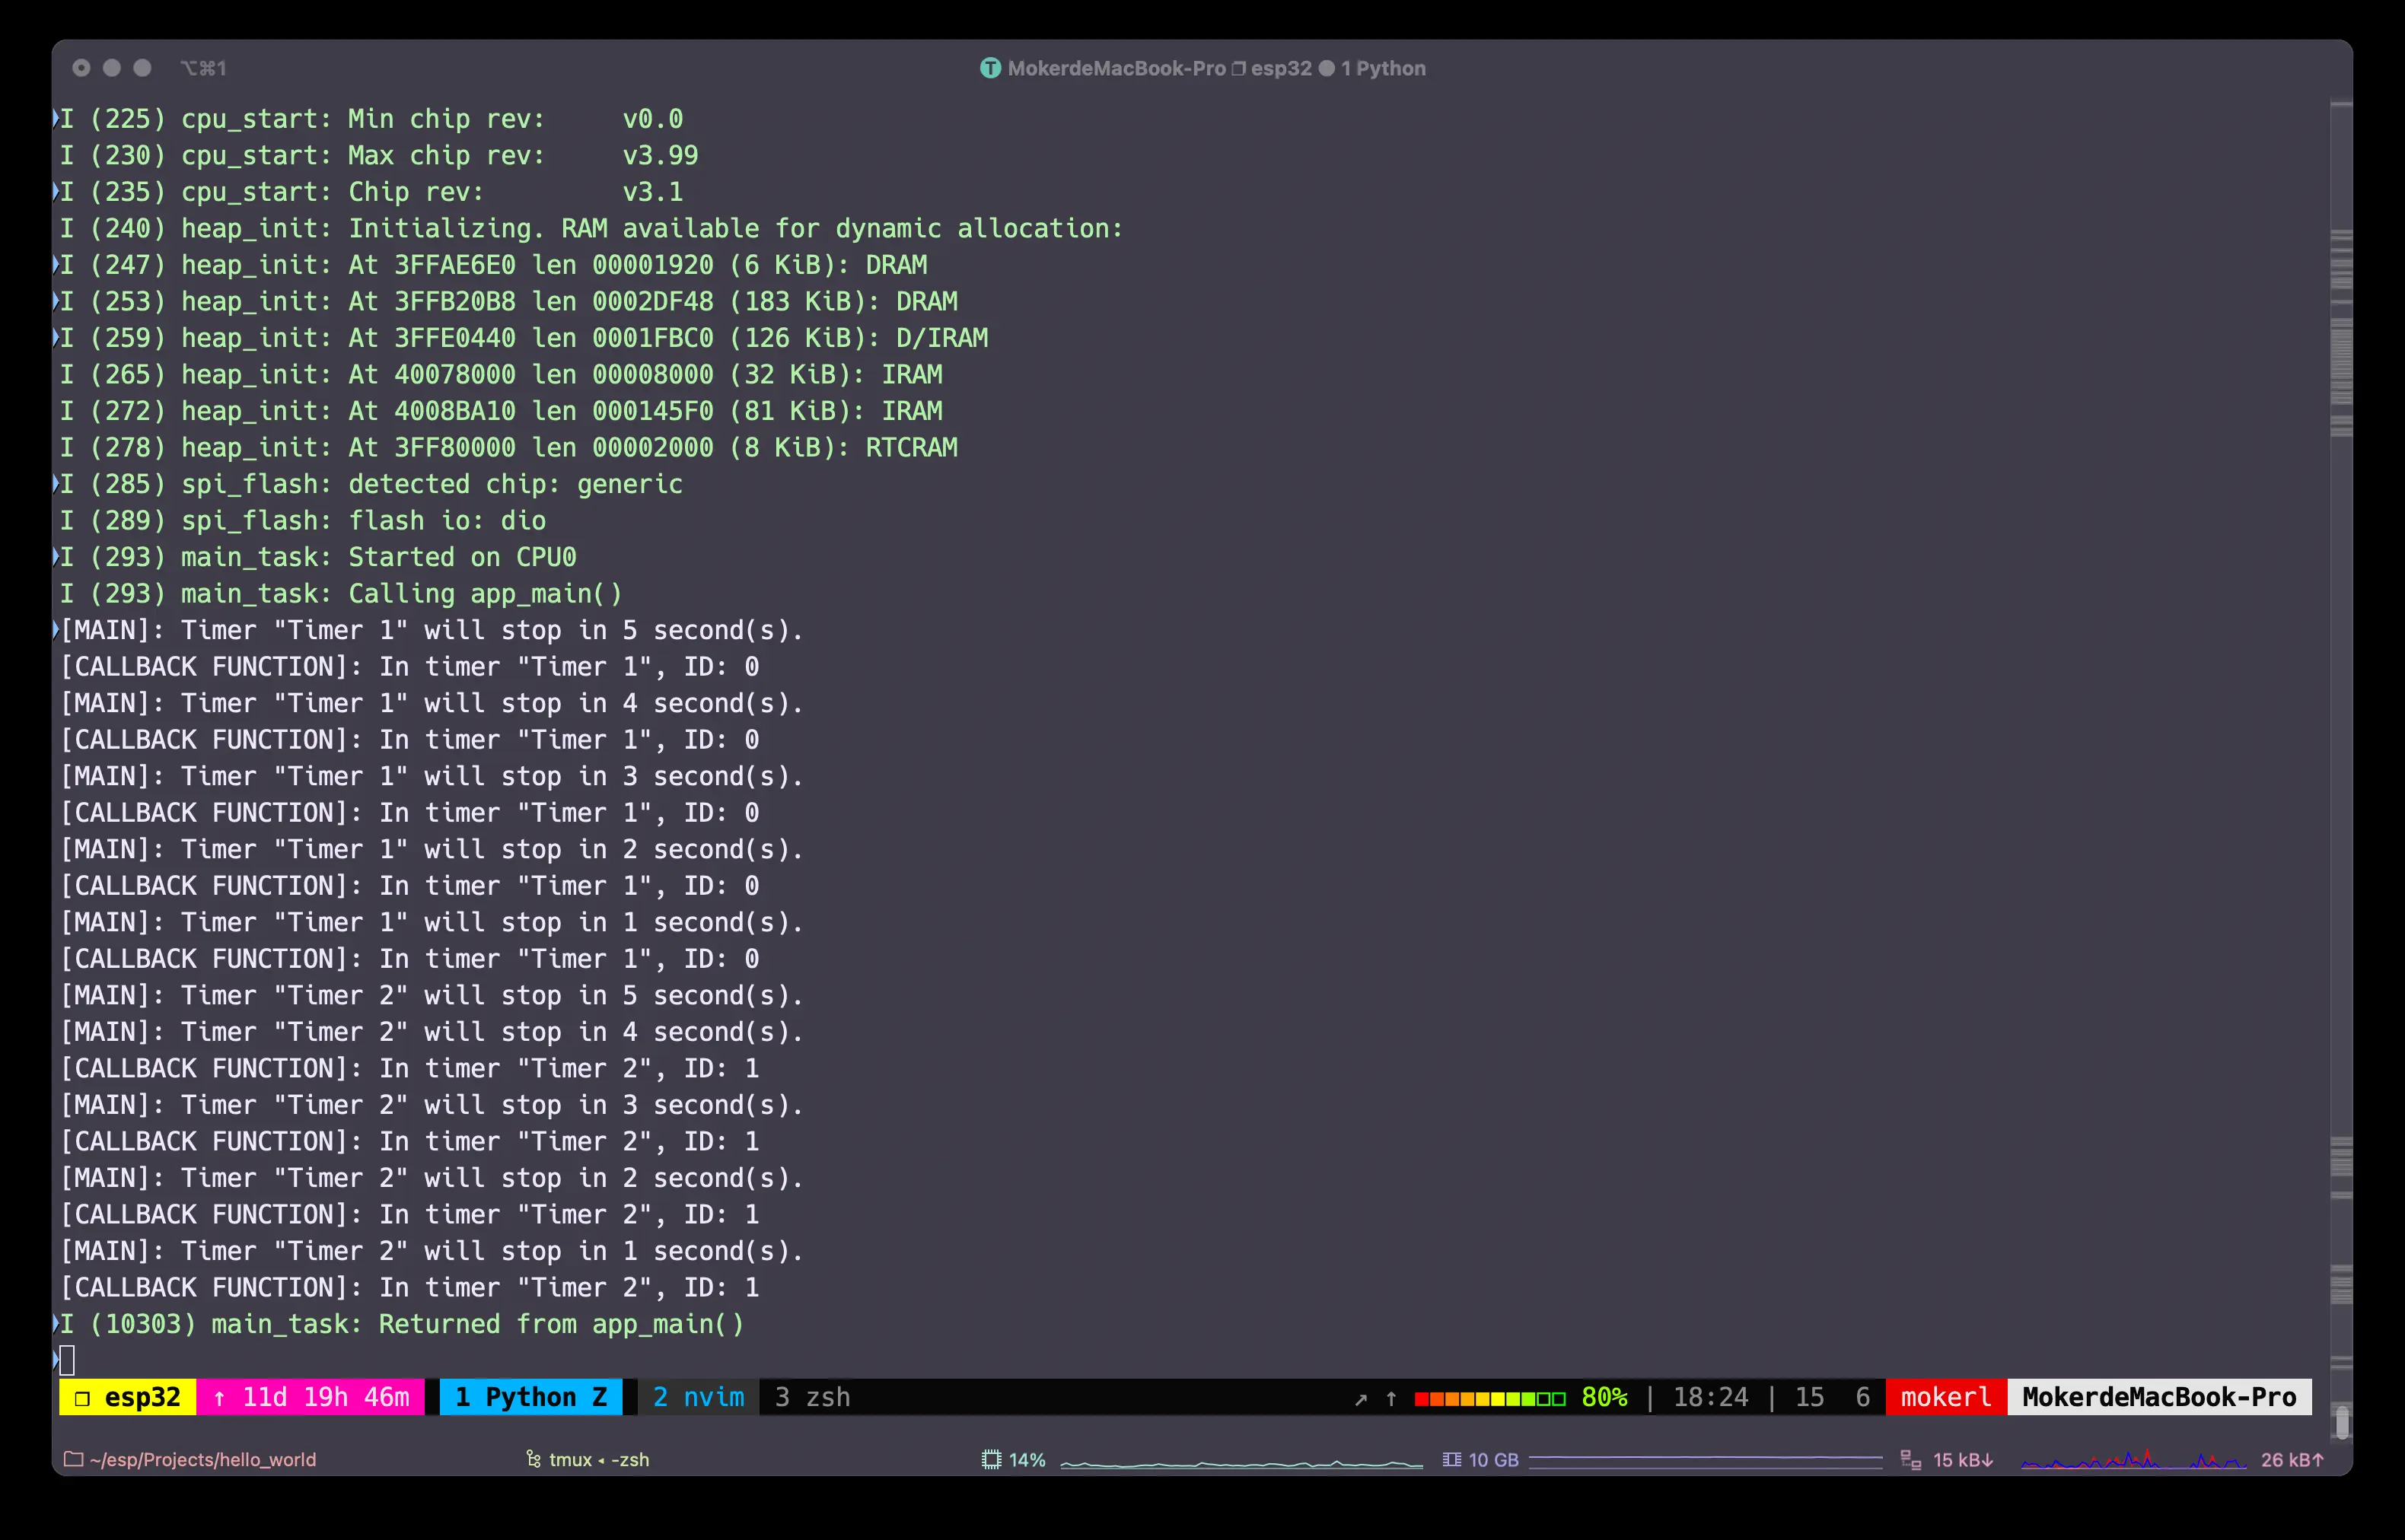 ⌥⌘1 MokerdeMacBook-Pro ❐ esp32 ● 1 Python
I (225) cpu_start: Min chip rev:     v0.0
I (230) cpu_start: Max chip rev:     v3.99
I (235) cpu_start: Chip rev:         v3.1
I (240) heap_init: Initializing. RAM available for dynamic allocation:
I (247) heap_init: At 3FFAE6E0 len 00001920 (6 KiB): DRAM
I (253) heap_init: At 3FFB20B8 len 0002DF48 (183 KiB): DRAM
I (259) heap_init: At 3FFE0440 len 0001FBC0 (126 KiB): D/IRAM
I (265) heap_init: At 40078000 len 00008000 (32 KiB): IRAM
I (272) heap_init: At 4008BA10 len 000145F0 (81 KiB): IRAM
I (278) heap_init: At 3FF80000 len 00002000 (8 KiB): RTCRAM
I (285) spi_flash: detected chip: generic
I (289) spi_flash: flash io: dio
I (293) main_task: Started on CPU0
I (293) main_task: Calling app_main()
[MAIN]: Timer "Timer 1" will stop in 5 second(s).
[CALLBACK FUNCTION]: In timer "Timer 1", ID: 0
[MAIN]: Timer "Timer 1" will stop in 4 second(s).
[CALLBACK FUNCTION]: In timer "Timer 1", ID: 0
[MAIN]: Timer "Timer 1" will stop in 3 second(s).
[CALLBACK FUNCTION]: In timer "Timer 1", ID: 0
[MAIN]: Timer "Timer 1" will stop in 2 second(s).
[CALLBACK FUNCTION]: In timer "Timer 1", ID: 0
[MAIN]: Timer "Timer 1" will stop in 1 second(s).
[CALLBACK FUNCTION]: In timer "Timer 1", ID: 0
[MAIN]: Timer "Timer 2" will stop in 5 second(s).
[MAIN]: Timer "Timer 2" will stop in 4 second(s).
[CALLBACK FUNCTION]: In timer "Timer 2", ID: 1
[MAIN]: Timer "Timer 2" will stop in 3 second(s).
[CALLBACK FUNCTION]: In timer "Timer 2", ID: 1
[MAIN]: Timer "Timer 2" will stop in 2 second(s).
[CALLBACK FUNCTION]: In timer "Timer 2", ID: 1
[MAIN]: Timer "Timer 2" will stop in 1 second(s).
[CALLBACK FUNCTION]: In timer "Timer 2", ID: 1
I (10303) main_task: Returned from app_main()
❐ esp32 ↑ 11d 19h 46m 1 Python Z 2 nvim 3 zsh ↗ ↑ 80% | 18:24 | 15 6 mokerl MokerdeMacBook-Pro
~/esp/Projects/hello_world tmux ◂ -zsh 14% 10 GB 15 kB↓ 26 kB↑